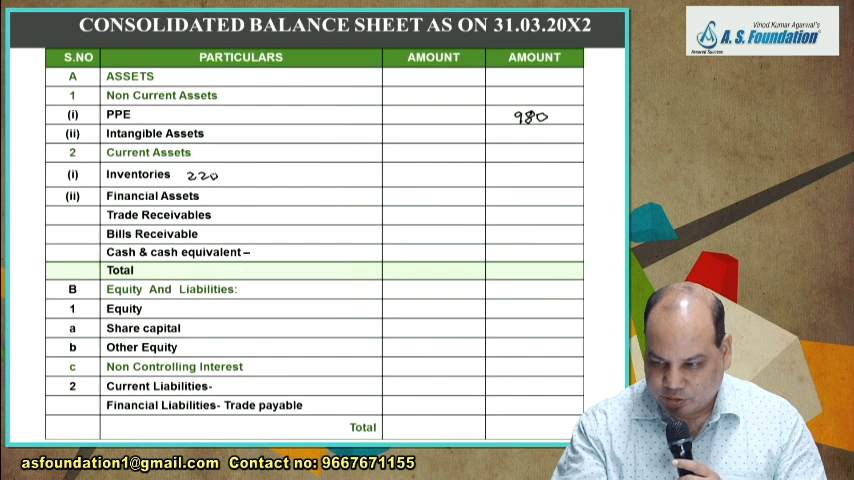 CONSOLIDATED BALANCE SHEET AS ON 31.03.20X2
Vinod Kumar Agarwal's
A. S. Foundation®
Assured Success
S.NO PARTICULARS AMOUNT AMOUNT
A ASSETS
1 Non Current Assets
(i) PPE 980
(ii) Intangible Assets
2 Current Assets
(i) Inventories 220
(ii) Financial Assets
Trade Receivables
Bills Receivable
Cash & cash equivalent –
Total
B Equity And Liabilities:
1 Equity
a Share capital
b Other Equity
c Non Controlling Interest
2 Current Liabilities-
Financial Liabilities- Trade payable
Total
asfoundation1@gmail.com Contact no: 9667671155